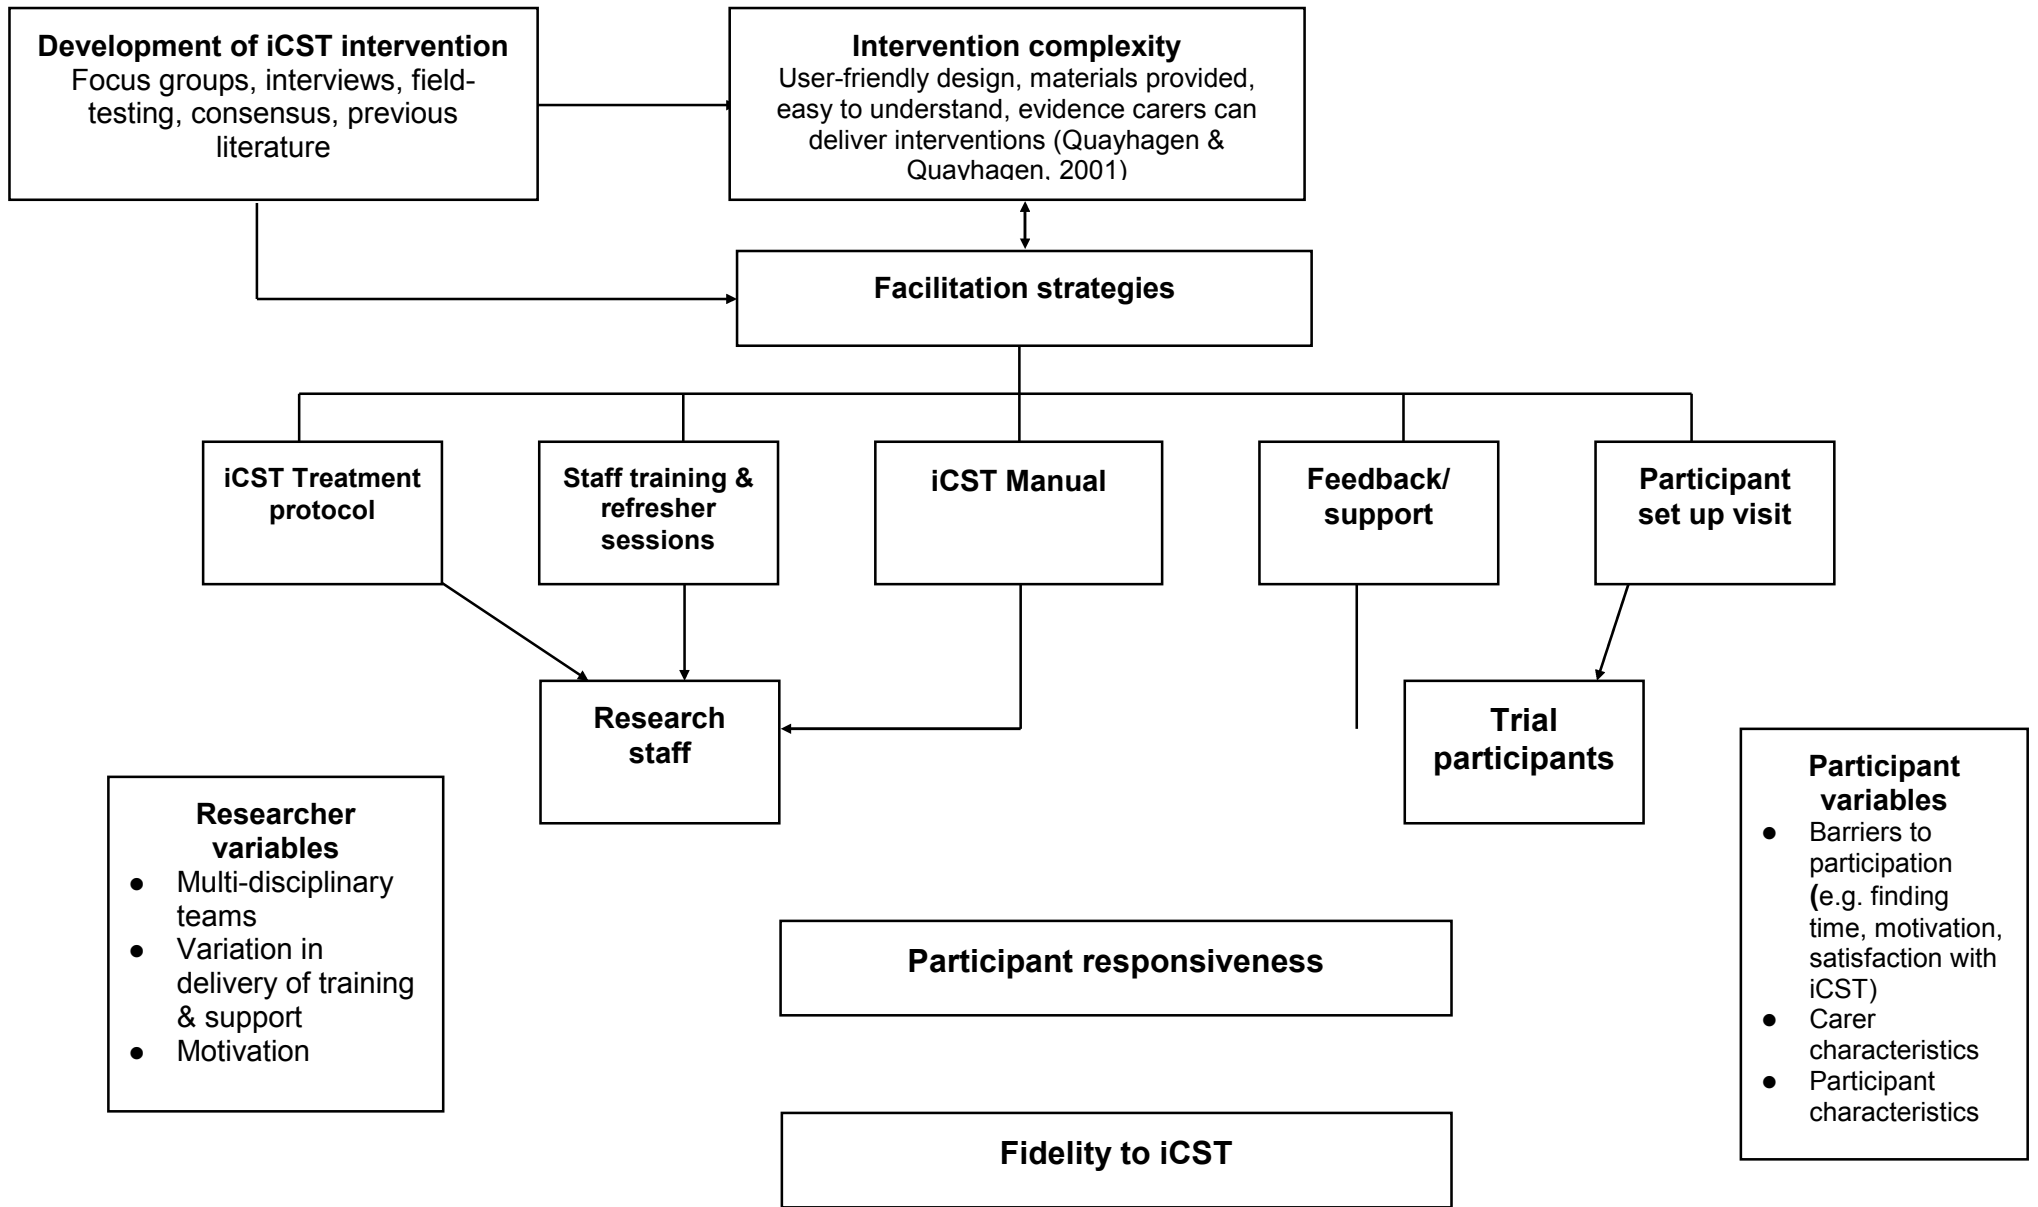 Development of iCST intervention
Focus groups, interviews, field-
testing, consensus, previous
literature
Intervention complexity
User-friendly design, materials provided,
easy to understand, evidence carers can
deliver interventions (Quayhagen &
Quayhagen, 2001)
Facilitation strategies
iCST Treatment
protocol
Staff training &
refresher
sessions
iCST Manual
Feedback/
support
Participant
set up visit
Research
staff
Trial
participants
Researcher
variables
● Multi-disciplinary
teams
● Variation in
delivery of training
& support
● Motivation
Participant
variables
● Barriers to
participation
(e.g. finding
time, motivation,
satisfaction with
iCST)
● Carer
characteristics
● Participant
characteristics
Participant responsiveness
Fidelity to iCST